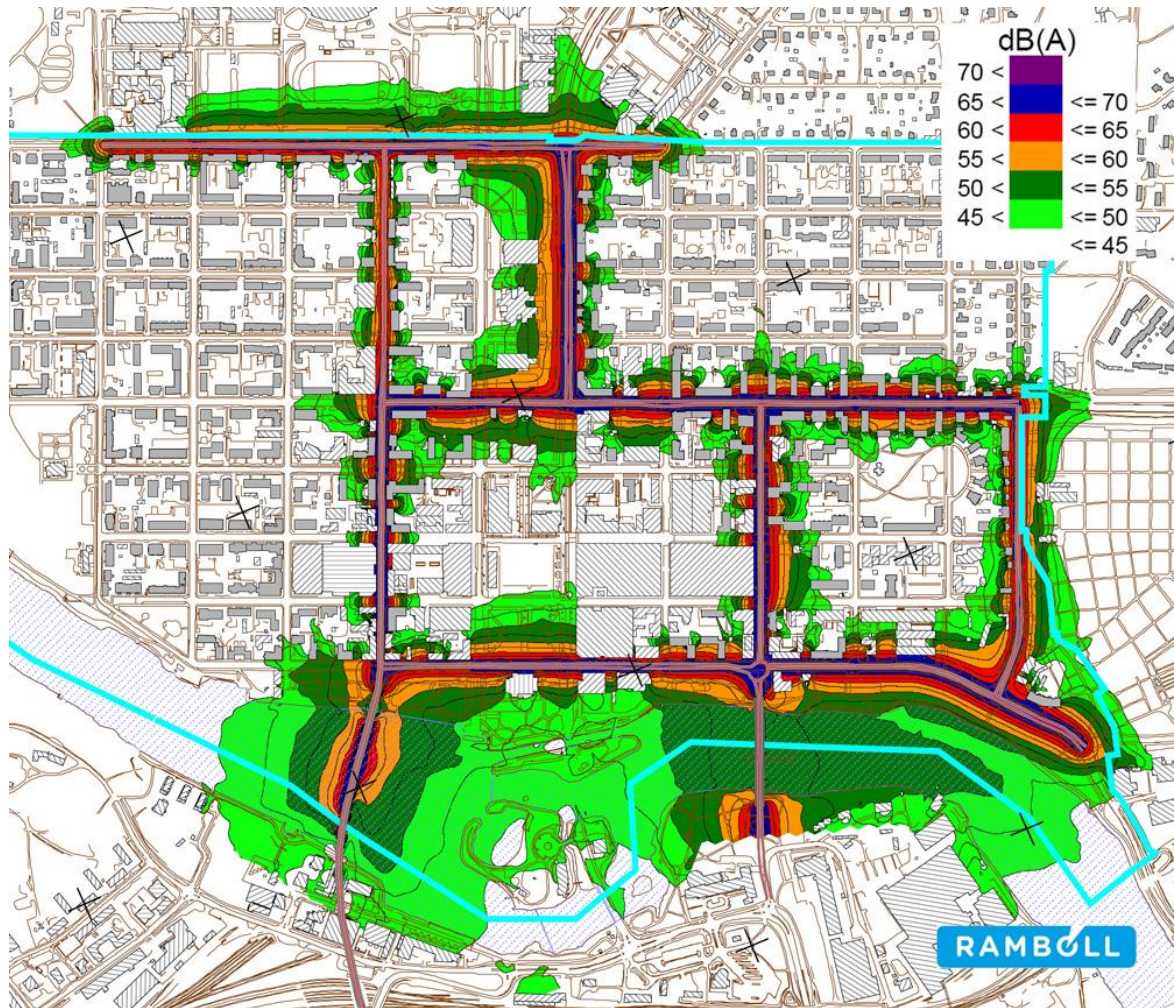 dB(A)
70 <
65 < <= 70
60 < <= 65
55 < <= 60
50 < <= 55
45 < <= 50
<= 45
RAMBOLL